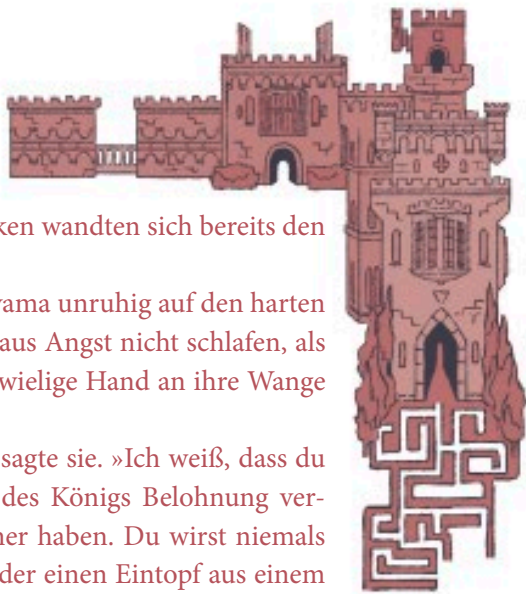 ken wandten sich bereits den
yama unruhig auf den harten
aus Angst nicht schlafen, als
wielige Hand an ihre Wange
sagte sie. »Ich weiß, dass du
des Königs Belohnung ver-
ner haben. Du wirst niemals
der einen Eintopf aus einem